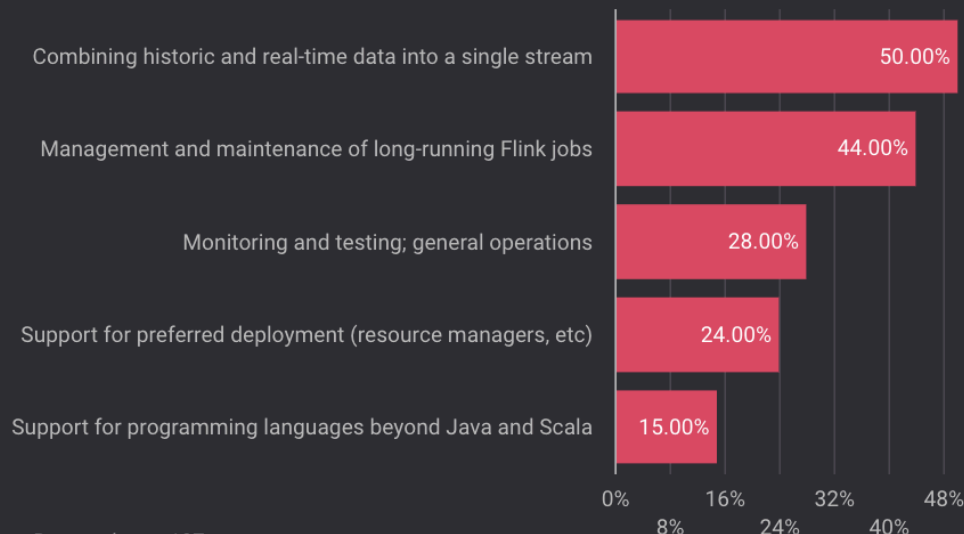 Combining historic and real-time data into a single stream
50.00%
Management and maintenance of long-running Flink jobs
44.00%
Monitoring and testing; general operations
28.00%
Support for preferred deployment (resource managers, etc)
24.00%
Support for programming languages beyond Java and Scala
15.00%
0% 16% 32% 48%
8% 24% 40%